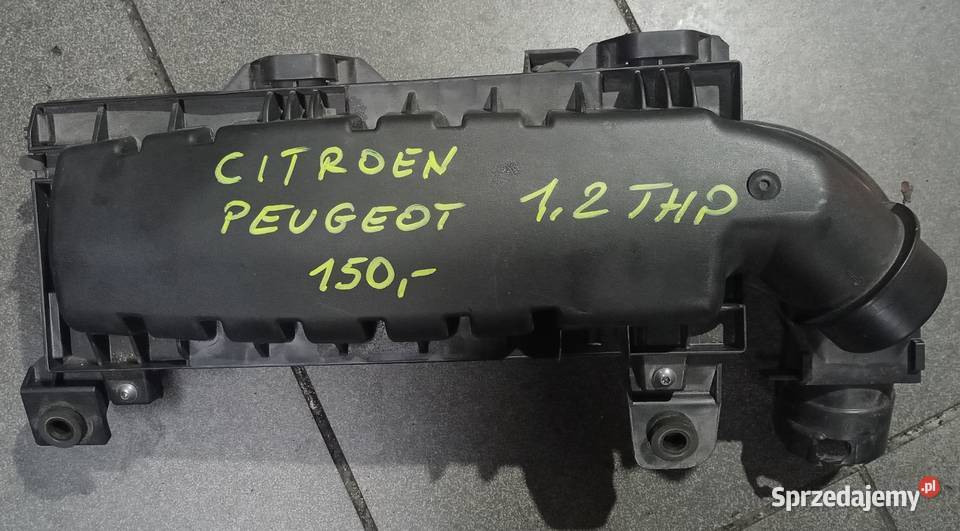 CITROEN
PEUGEOT 1,2 THP
150,-
Sprzedajemy.pl